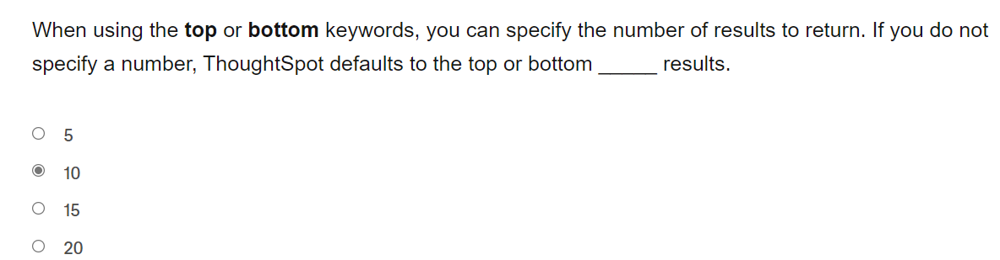 When using the top or bottom keywords, you can specify the number of results to return. If you do not
specify a number, ThoughtSpot defaults to the top or bottom _____ results.
5
10
15
20